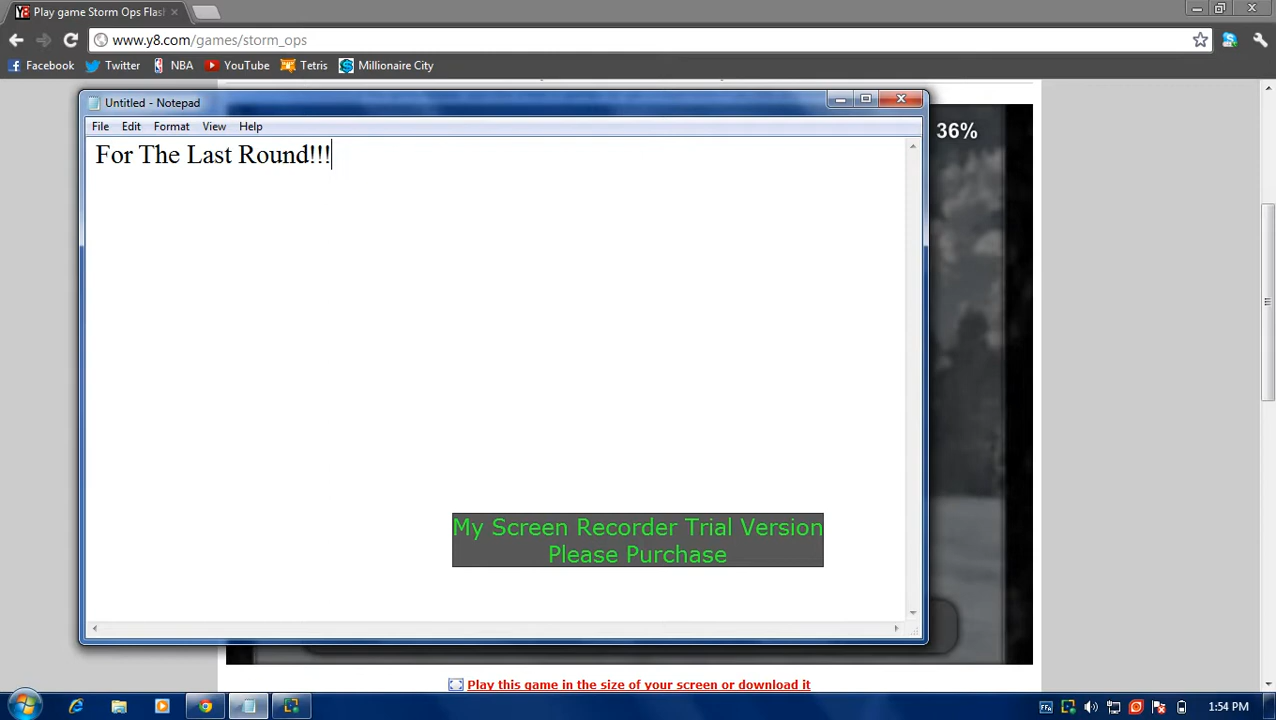 Play game Storm Ops Flash
www.y8.com/games/storm_ops
Facebook
Twitter
NBA
YouTube
Tetris
Millionaire City
Untitled - Notepad
File Edit Format View Help
36%
For The Last Round!!!
My Screen Recorder Trial Version
Please Purchase
Play this game in the size of your screen or download it
1:54 PM